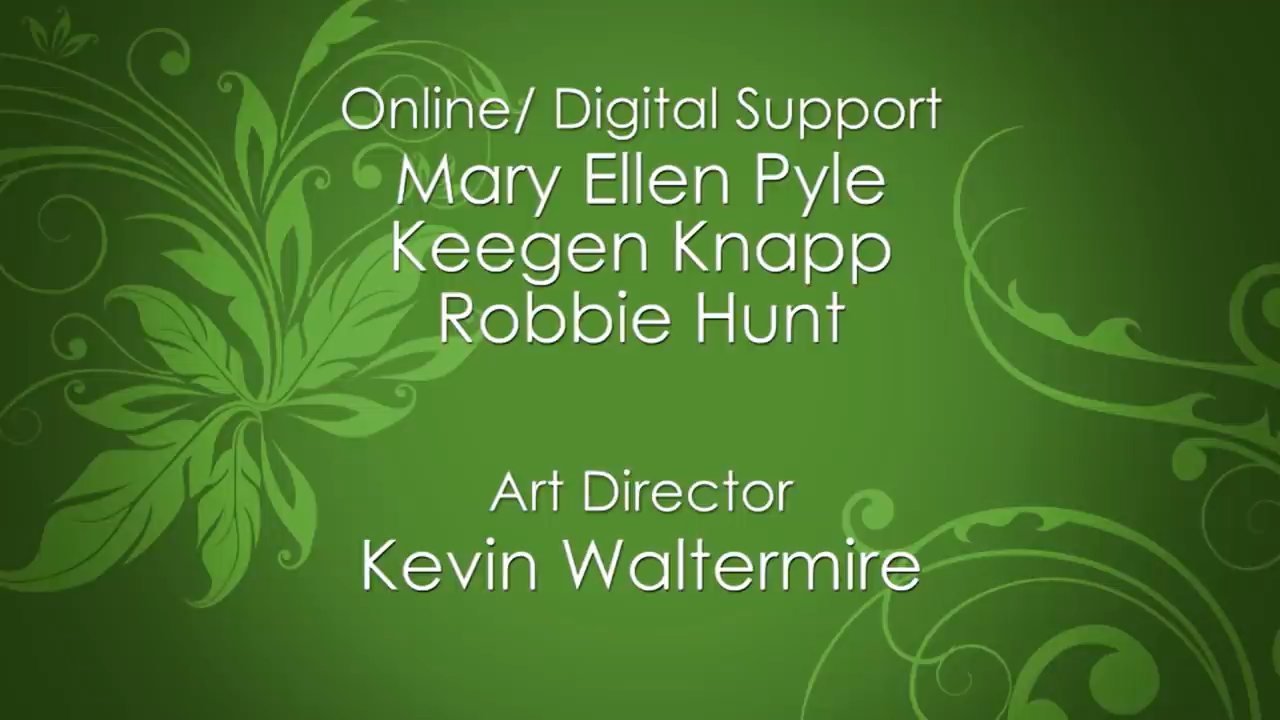 Online/ Digital Support
Mary Ellen Pyle
Keegen Knapp
Robbie Hunt
Art Director
Kevin Waltermire